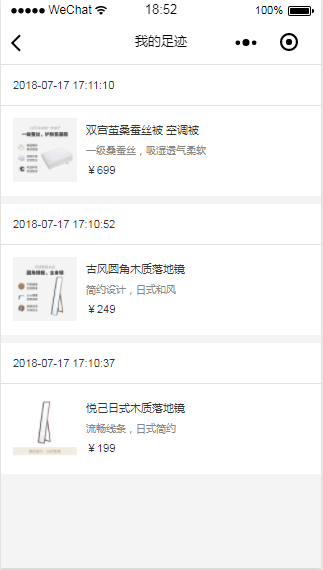 WeChat 18:52 100%
我的足迹
2018-07-17 17:11:10
双宫茧桑蚕丝被 空调被
一级桑蚕丝，吸湿透气柔软
￥699
2018-07-17 17:10:52
古风圆角木质落地镜
简约设计，日式和风
￥249
2018-07-17 17:10:37
悦己日式木质落地镜
流畅线条，日式简约
￥199